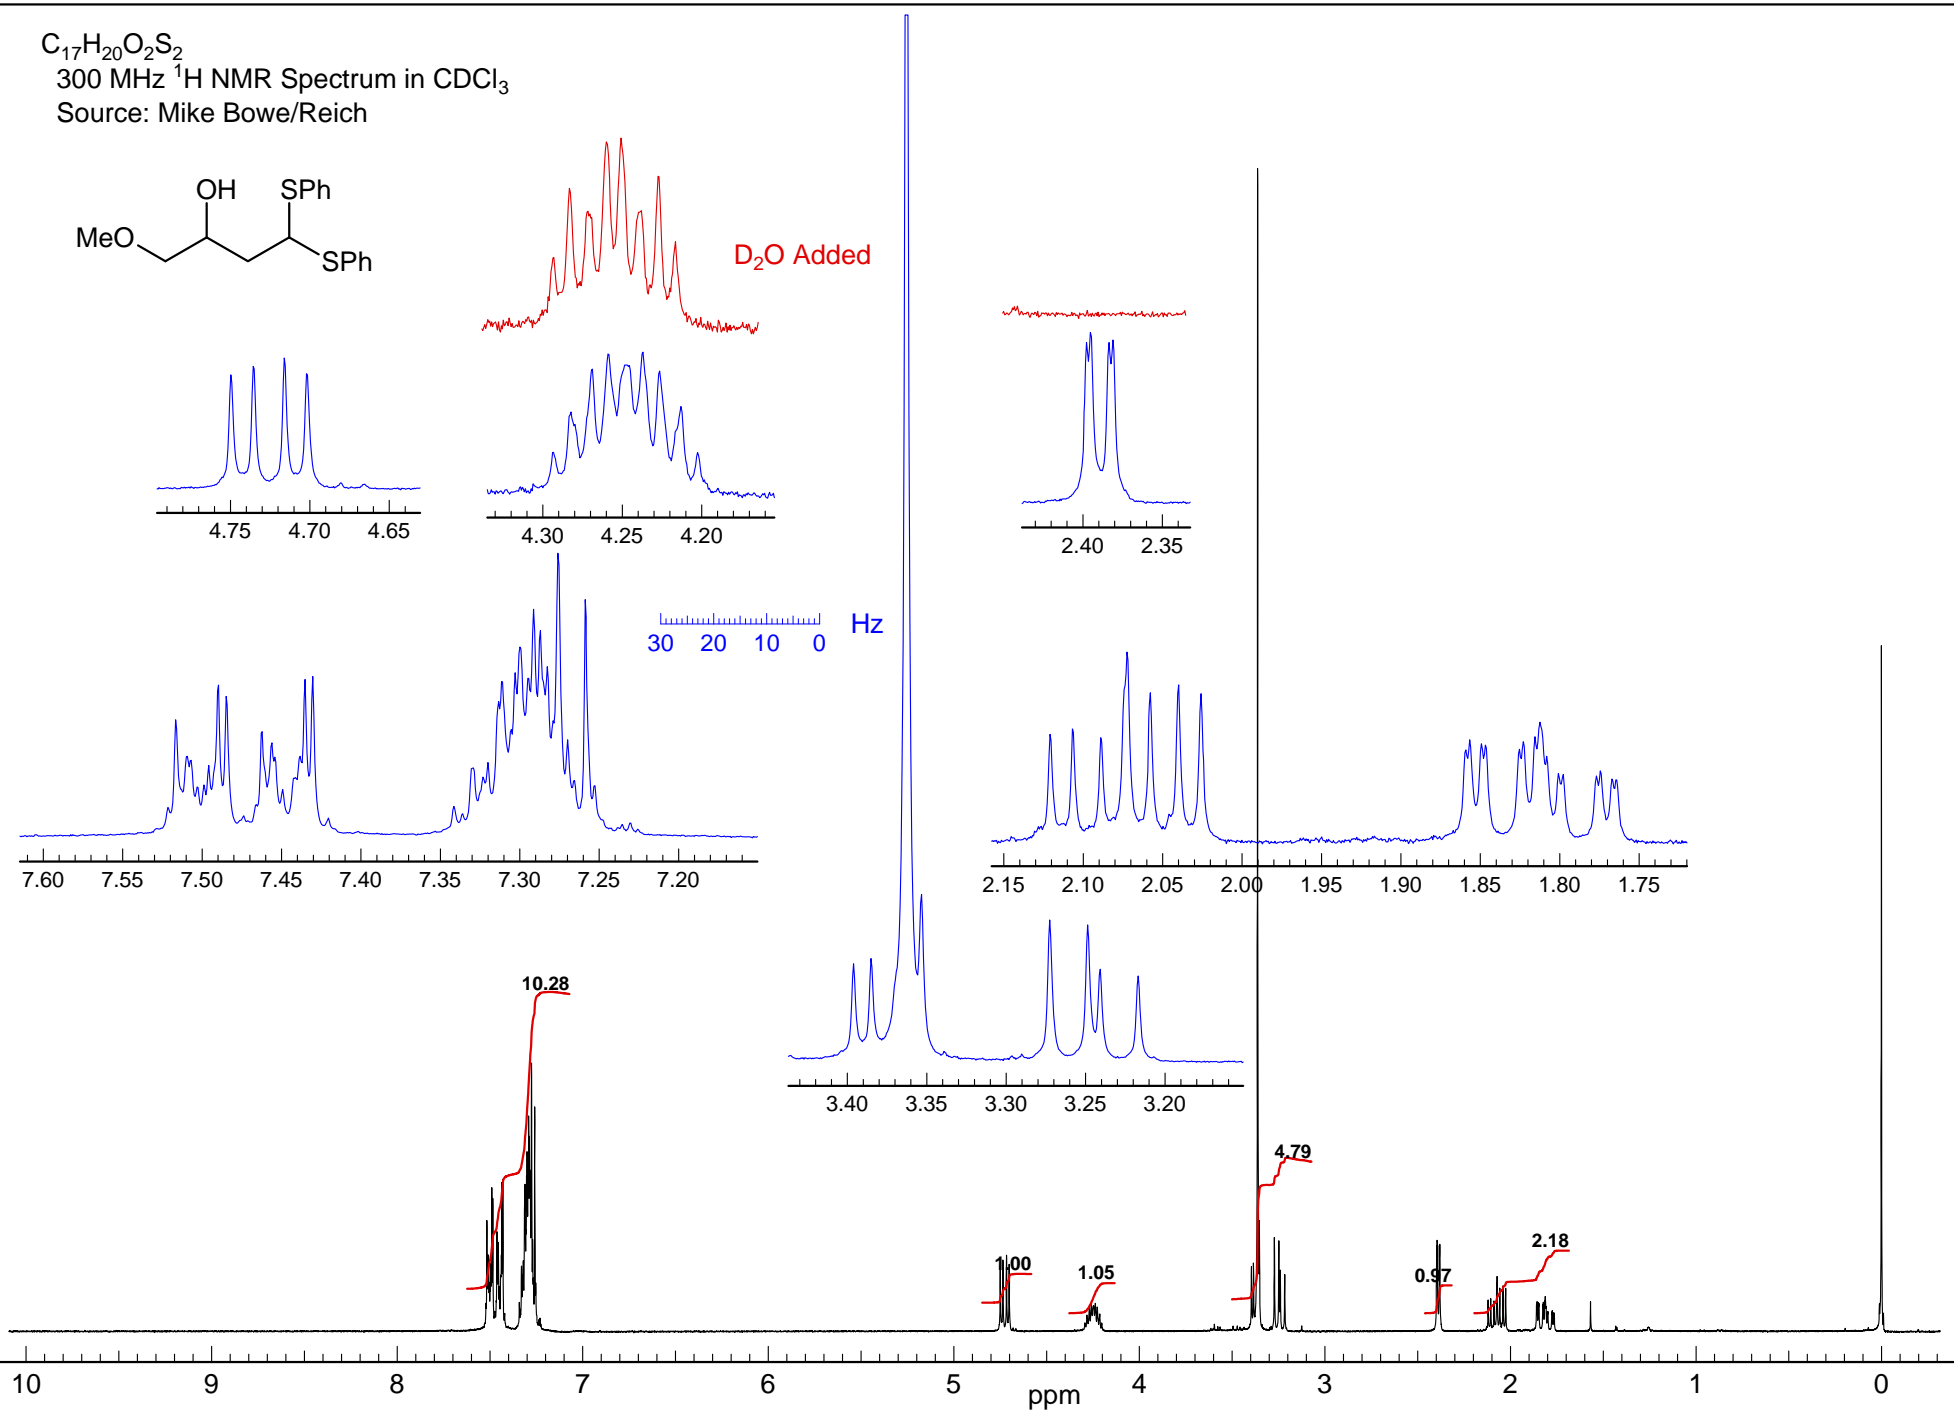 C₁₇H₂₀O₂S₂
300 MHz ¹H NMR Spectrum in CDCl₃
Source: Mike Bowe/Reich
OH SPh
MeO
SPh
D₂O Added
4.75 4.70 4.65
4.30 4.25 4.20
2.40 2.35
30 20 10 0 Hz
7.60 7.55 7.50 7.45 7.40 7.35 7.30 7.25 7.20
2.15 2.10 2.05 2.00 1.95 1.90 1.85 1.80 1.75
3.40 3.35 3.30 3.25 3.20
10.28
1.00
1.05
4.79
0.97
2.18
10 9 8 7 6 5 4 3 2 1 0
ppm